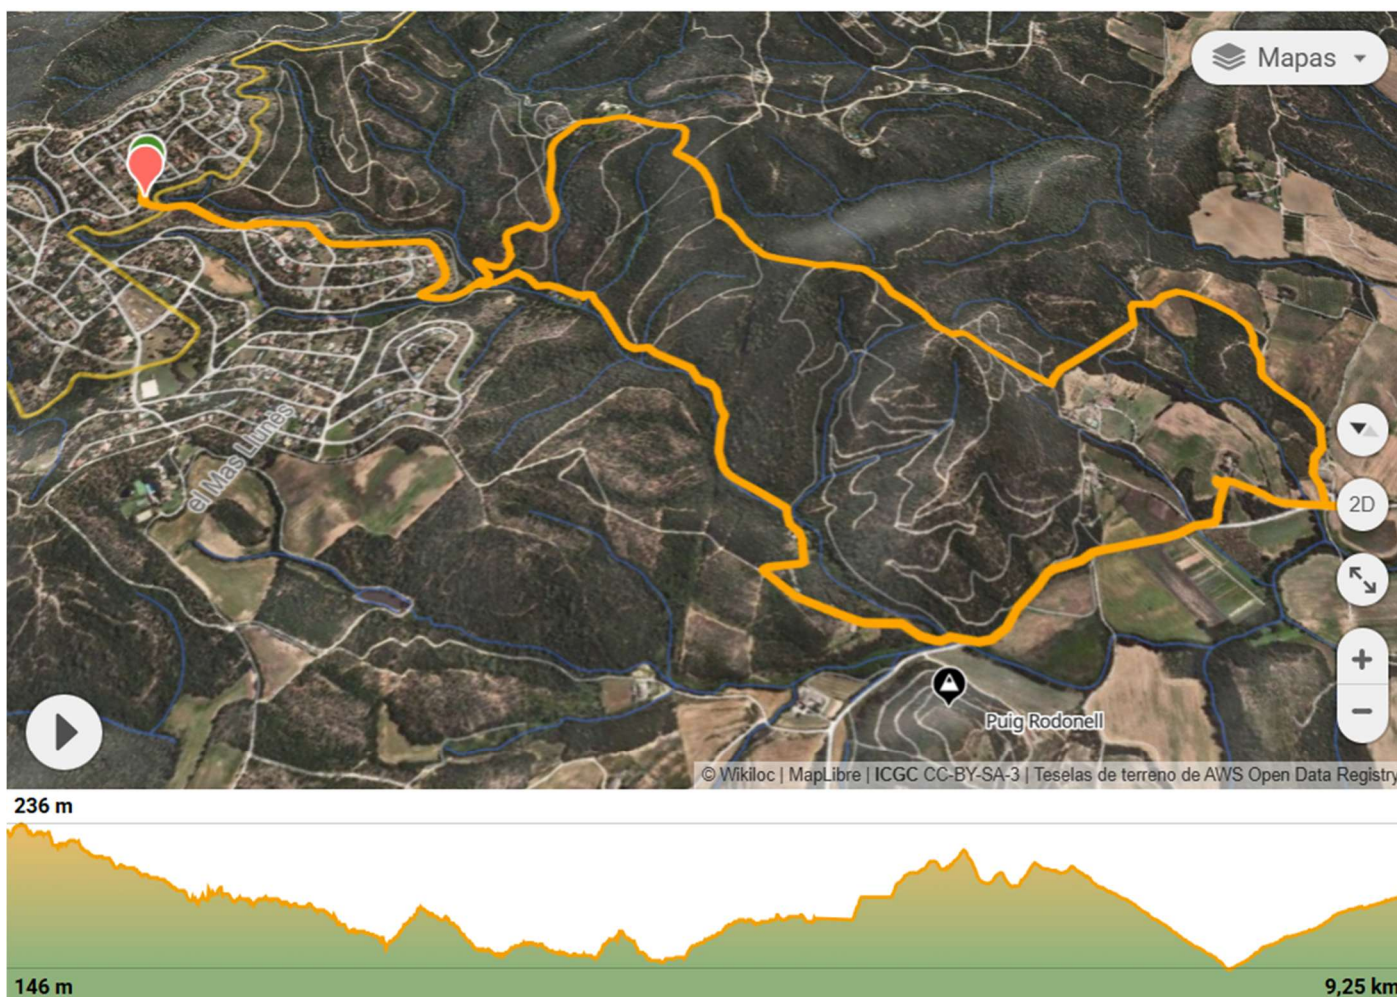 Mapas
el Mas Llunès
2D
+
−
Puig Rodonell
© Wikiloc | MapLibre | ICGC CC-BY-SA-3 | Teselas de terreno de AWS Open Data Registry
236 m
146 m
9,25 km